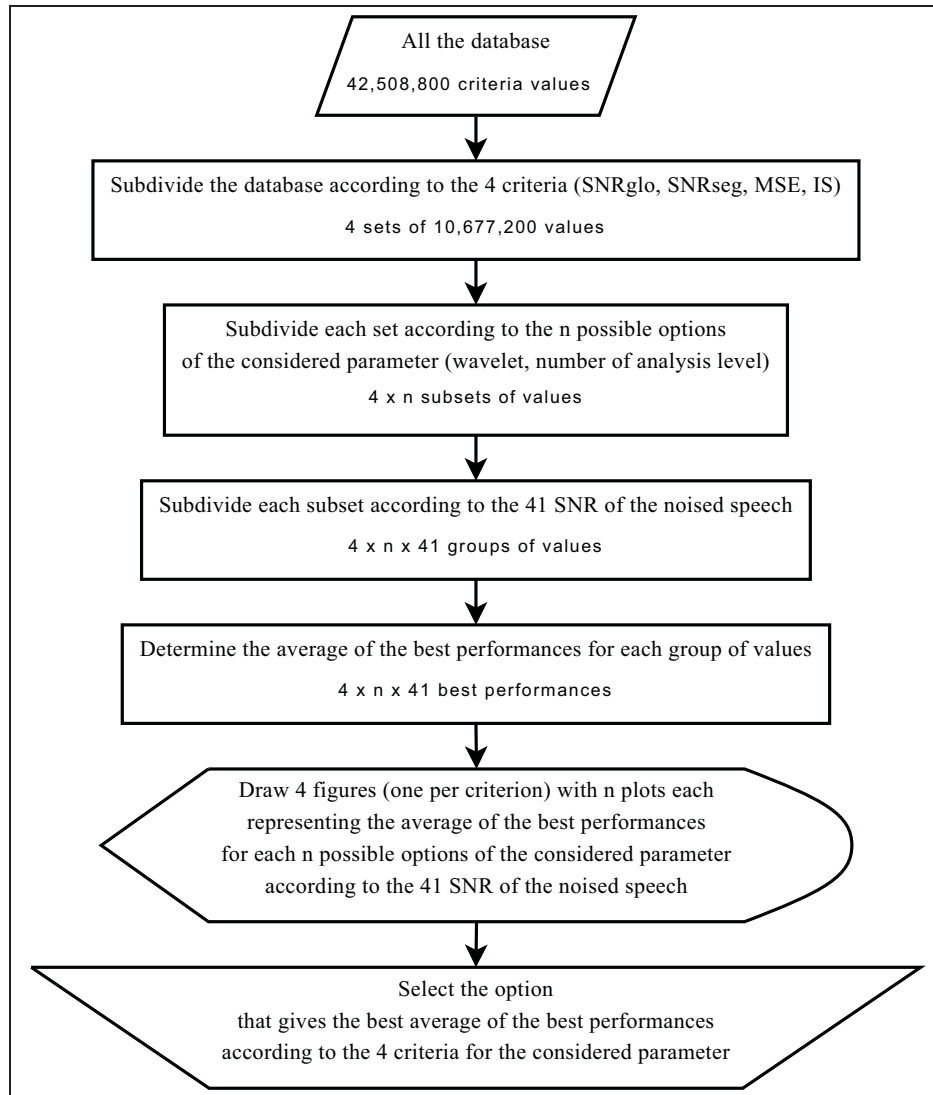 All the database
42,508,800 criteria values
Subdivide the database according to the 4 criteria (SNRglo, SNRseg, MSE, IS)
4 sets of 10,677,200 values
Subdivide each set according to the n possible options
of the considered parameter (wavelet, number of analysis level)
4 x n subsets of values
Subdivide each subset according to the 41 SNR of the noised speech
4 x n x 41 groups of values
Determine the average of the best performances for each group of values
4 x n x 41 best performances
Draw 4 figures (one per criterion) with n plots each
representing the average of the best performances
for each n possible options of the considered parameter
according to the 41 SNR of the noised speech
Select the option
that gives the best average of the best performances
according to the 4 criteria for the considered parameter